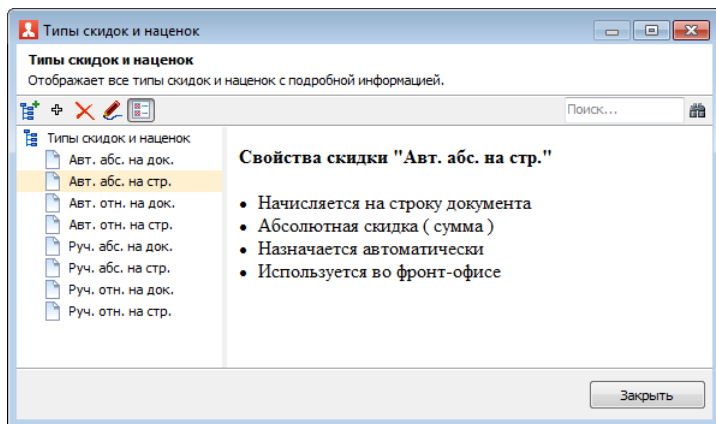 Типы скидок и наценок
Типы скидок и наценок
Отображает все типы скидок и наценок с подробной информацией.
Поиск...
Типы скидок и наценок
Авт. абс. на док.
Авт. абс. на стр.
Авт. отн. на док.
Авт. отн. на стр.
Руч. абс. на док.
Руч. абс. на стр.
Руч. отн. на док.
Руч. отн. на стр.
Свойства скидки "Авт. абс. на стр."
• Начисляется на строку документа
• Абсолютная скидка ( сумма )
• Назначается автоматически
• Используется во фронт-офисе
Закрыть